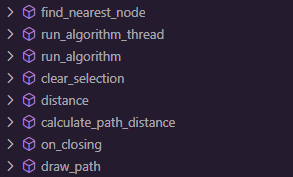 find_nearest_node
run_algorithm_thread
run_algorithm
clear_selection
distance
calculate_path_distance
on_closing
draw_path